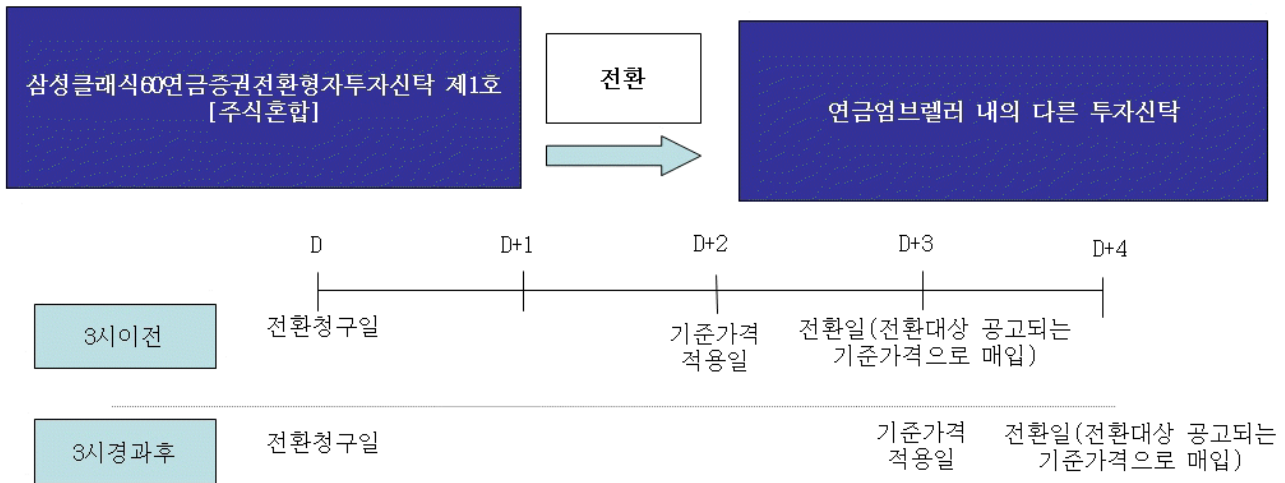 삼성클래식60연금증권전환형자투자신탁 제1호
[주식혼합]
전환
연금엄브렐러 내의 다른 투자신탁
D
D+1
D+2
D+3
D+4
3시이전
전환청구일
기준가격
적용일
전환일(전환대상 공고되는
기준가격으로 매입)
3시경과후
전환청구일
기준가격
적용일
전환일(전환대상 공고되는
기준가격으로 매입)